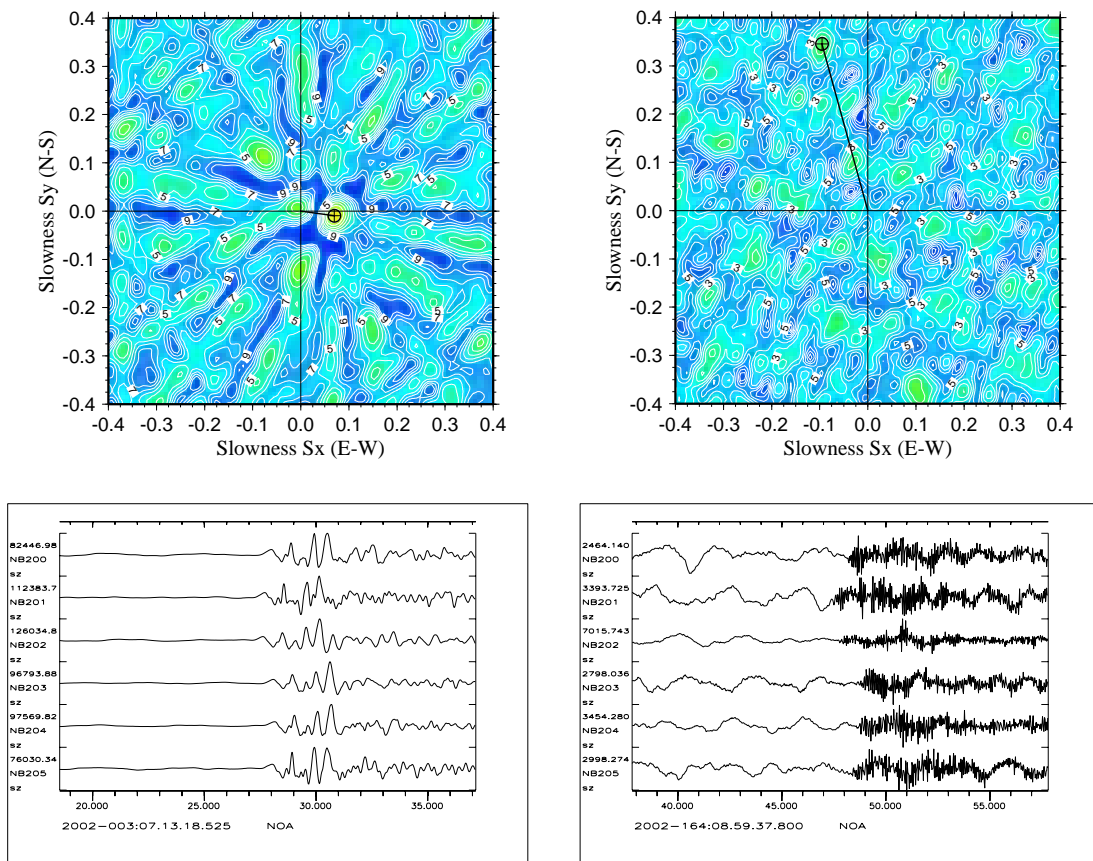 0.4
0.3
0.2
0.1
0.0
-0.1
-0.2
-0.3
-0.4
Slowness Sy (N-S)
-0.4 -0.3 -0.2 -0.1 0.0 0.1 0.2 0.3 0.4
Slowness Sx (E-W)
0.4
0.3
0.2
0.1
0.0
-0.1
-0.2
-0.3
-0.4
Slowness Sy (N-S)
-0.4 -0.3 -0.2 -0.1 0.0 0.1 0.2 0.3 0.4
Slowness Sx (E-W)
82446.98
NB200
sz
112383.7
NB201
sz
126034.8
NB202
sz
96793.88
NB203
sz
97569.82
NB204
sz
76030.34
NB205
sz
20.000 25.000 30.000 35.000
2002-003:07.13.18.525 NOA
2464.140
NB200
sz
3393.725
NB201
sz
7015.743
NB202
sz
2798.036
NB203
sz
3454.280
NB204
sz
2998.274
NB205
sz
40.000 45.000 50.000 55.000
2002-164:08.59.37.800 NOA